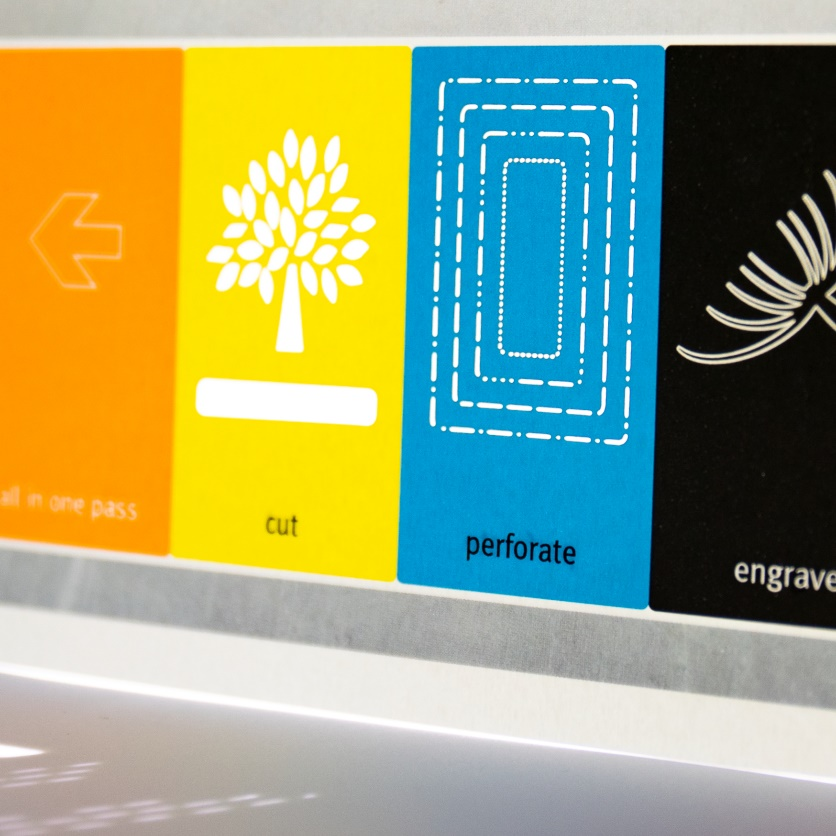 all in one pass
cut
perforate
engrave